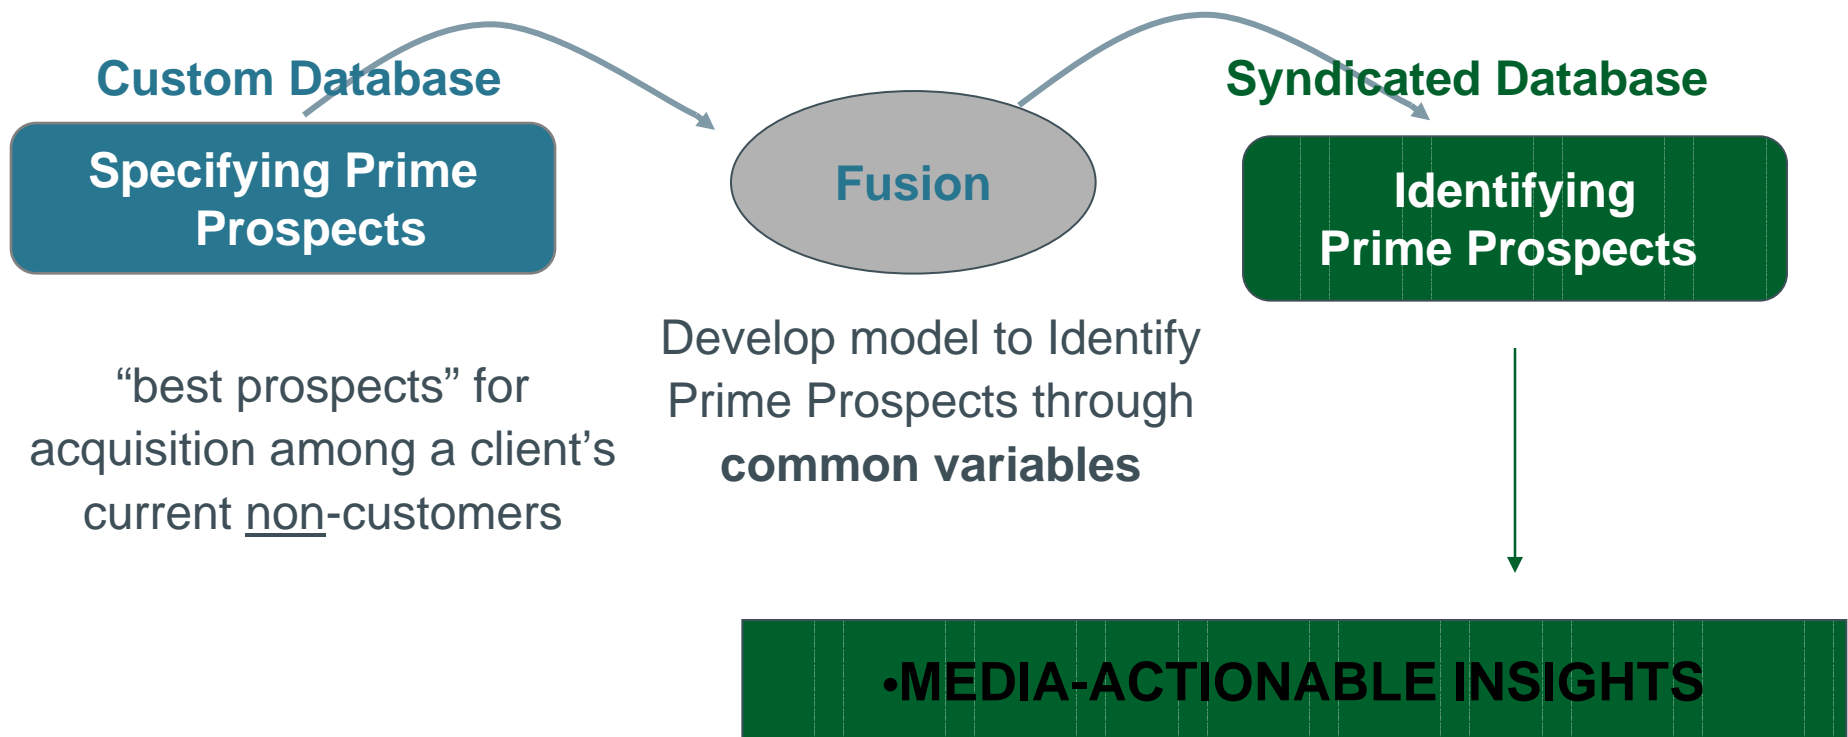 Custom Database
Specifying Prime
Prospects
“best prospects” for
acquisition among a client’s
current non-customers
Fusion
Develop model to Identify
Prime Prospects through
common variables
Syndicated Database
Identifying
Prime Prospects
•MEDIA-ACTIONABLE INSIGHTS